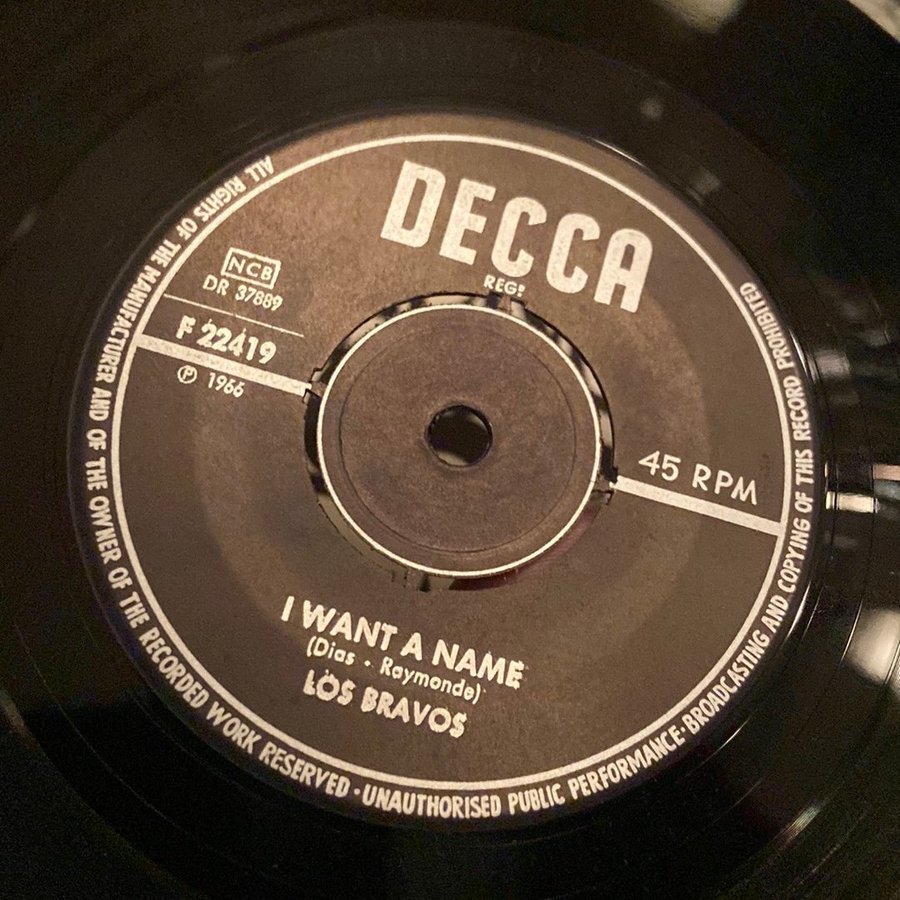 DECCA
REGD
NCB
DR 37889
F 22419
℗ 1966
45 RPM
I WANT A NAME
(Dias · Raymonde)
LOS BRAVOS
ALL RIGHTS OF THE MANUFACTURER AND OF THE OWNER OF THE RECORDED WORK RESERVED · UNAUTHORISED PUBLIC PERFORMANCE · BROADCASTING AND COPYING OF THIS RECORD PROHIBITED